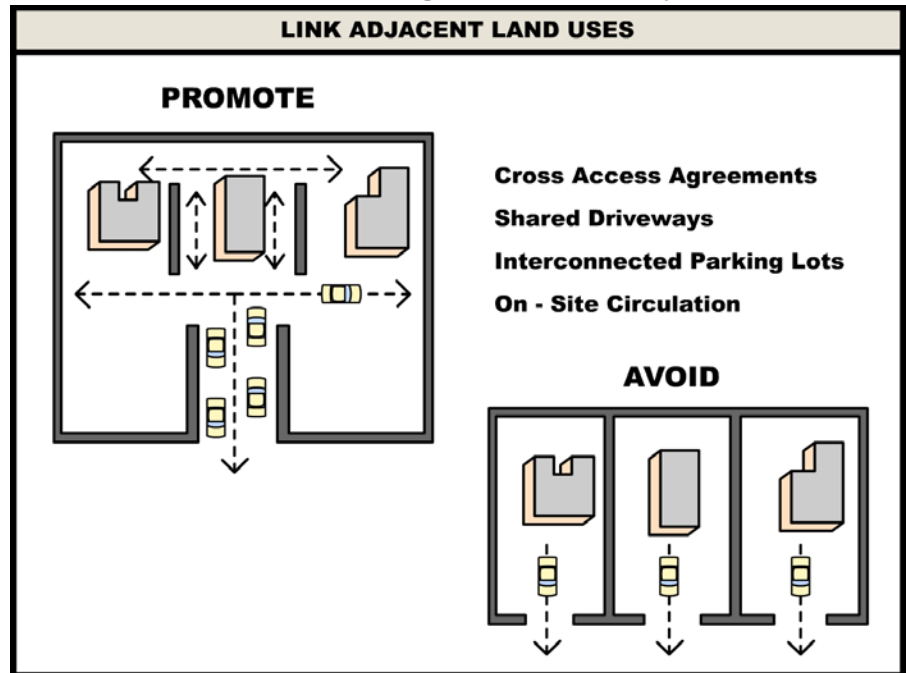 LINK ADJACENT LAND USES
PROMOTE
Cross Access Agreements
Shared Driveways
Interconnected Parking Lots
On - Site Circulation
AVOID